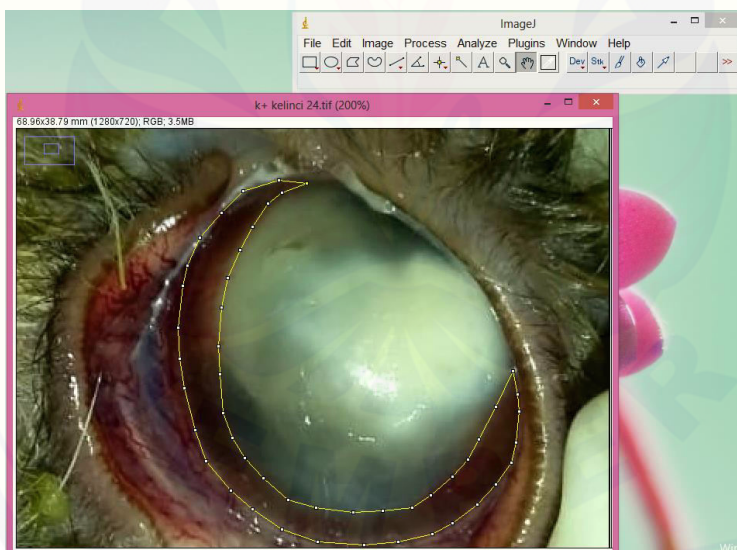 ImageJ
File Edit Image Process Analyze Plugins Window Help
Dev Stk >>
k+ kelinci 24.tif (200%)
68.96x38.79 mm (1280x720); RGB; 3.5MB